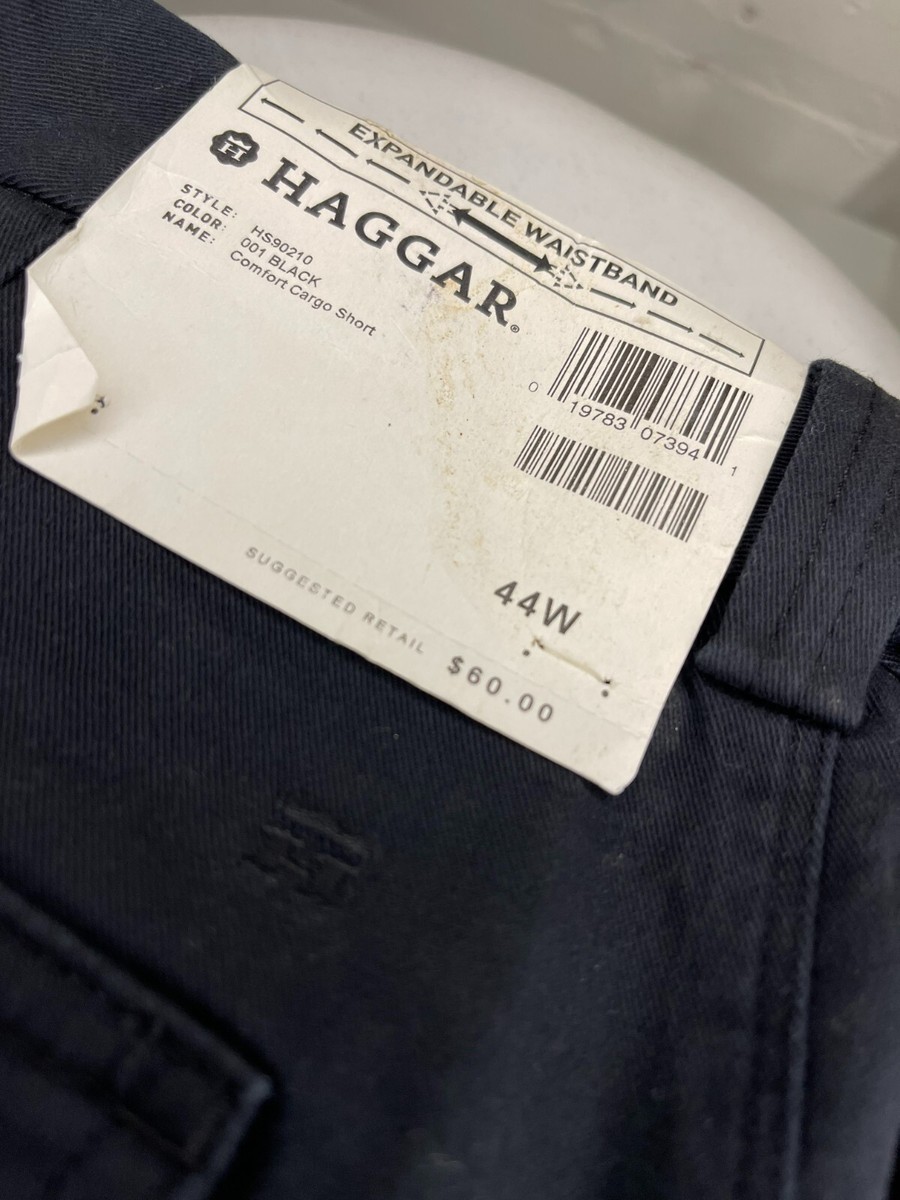 EXPANDABLE WAISTBAND
H HAGGAR®
STYLE: HS90210
COLOR: 001 BLACK
NAME: Comfort Cargo Short
0 19783 07394 1
44W
SUGGESTED RETAIL $60.00